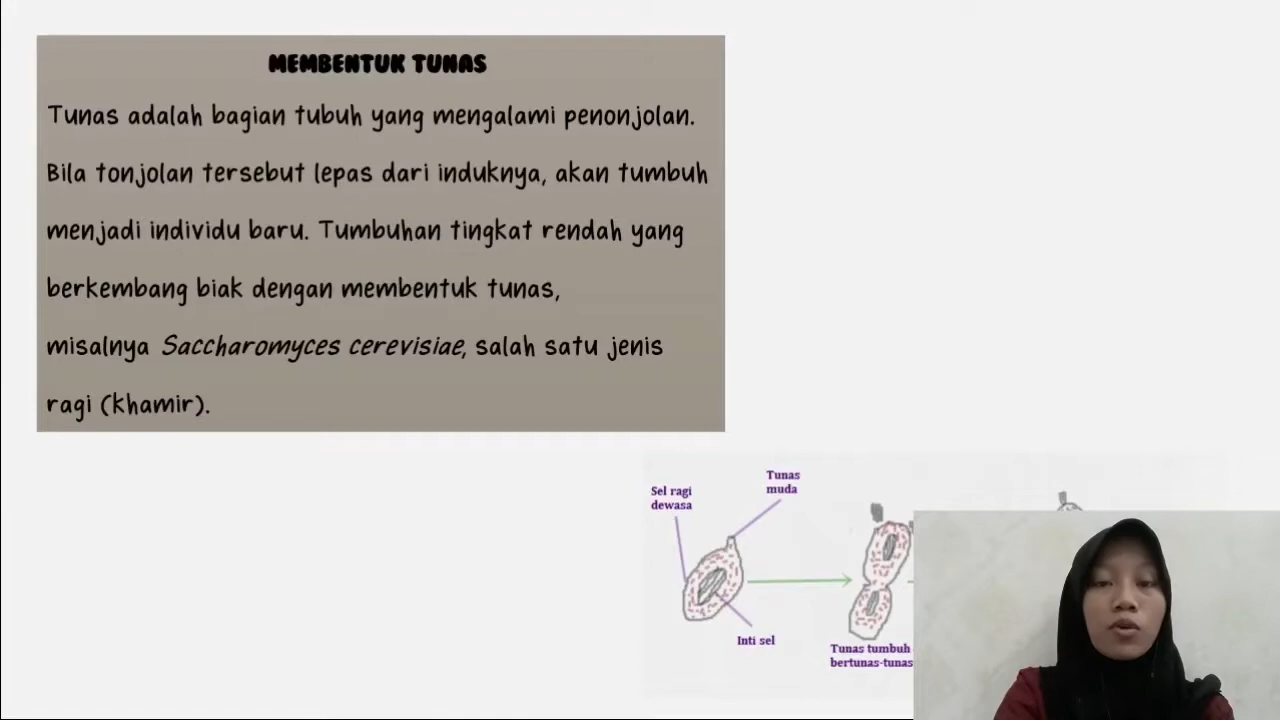 MEMBENTUK TUNAS
Tunas adalah bagian tubuh yang mengalami penonjolan.
Bila tonjolan tersebut lepas dari induknya, akan tumbuh
menjadi individu baru. Tumbuhan tingkat rendah yang
berkembang biak dengan membentuk tunas,
misalnya Saccharomyces cerevisiae, salah satu jenis
ragi (khamir).
Sel ragi
dewasa
Tunas
muda
Inti sel
Tunas tumbuh
bertunas-tunas